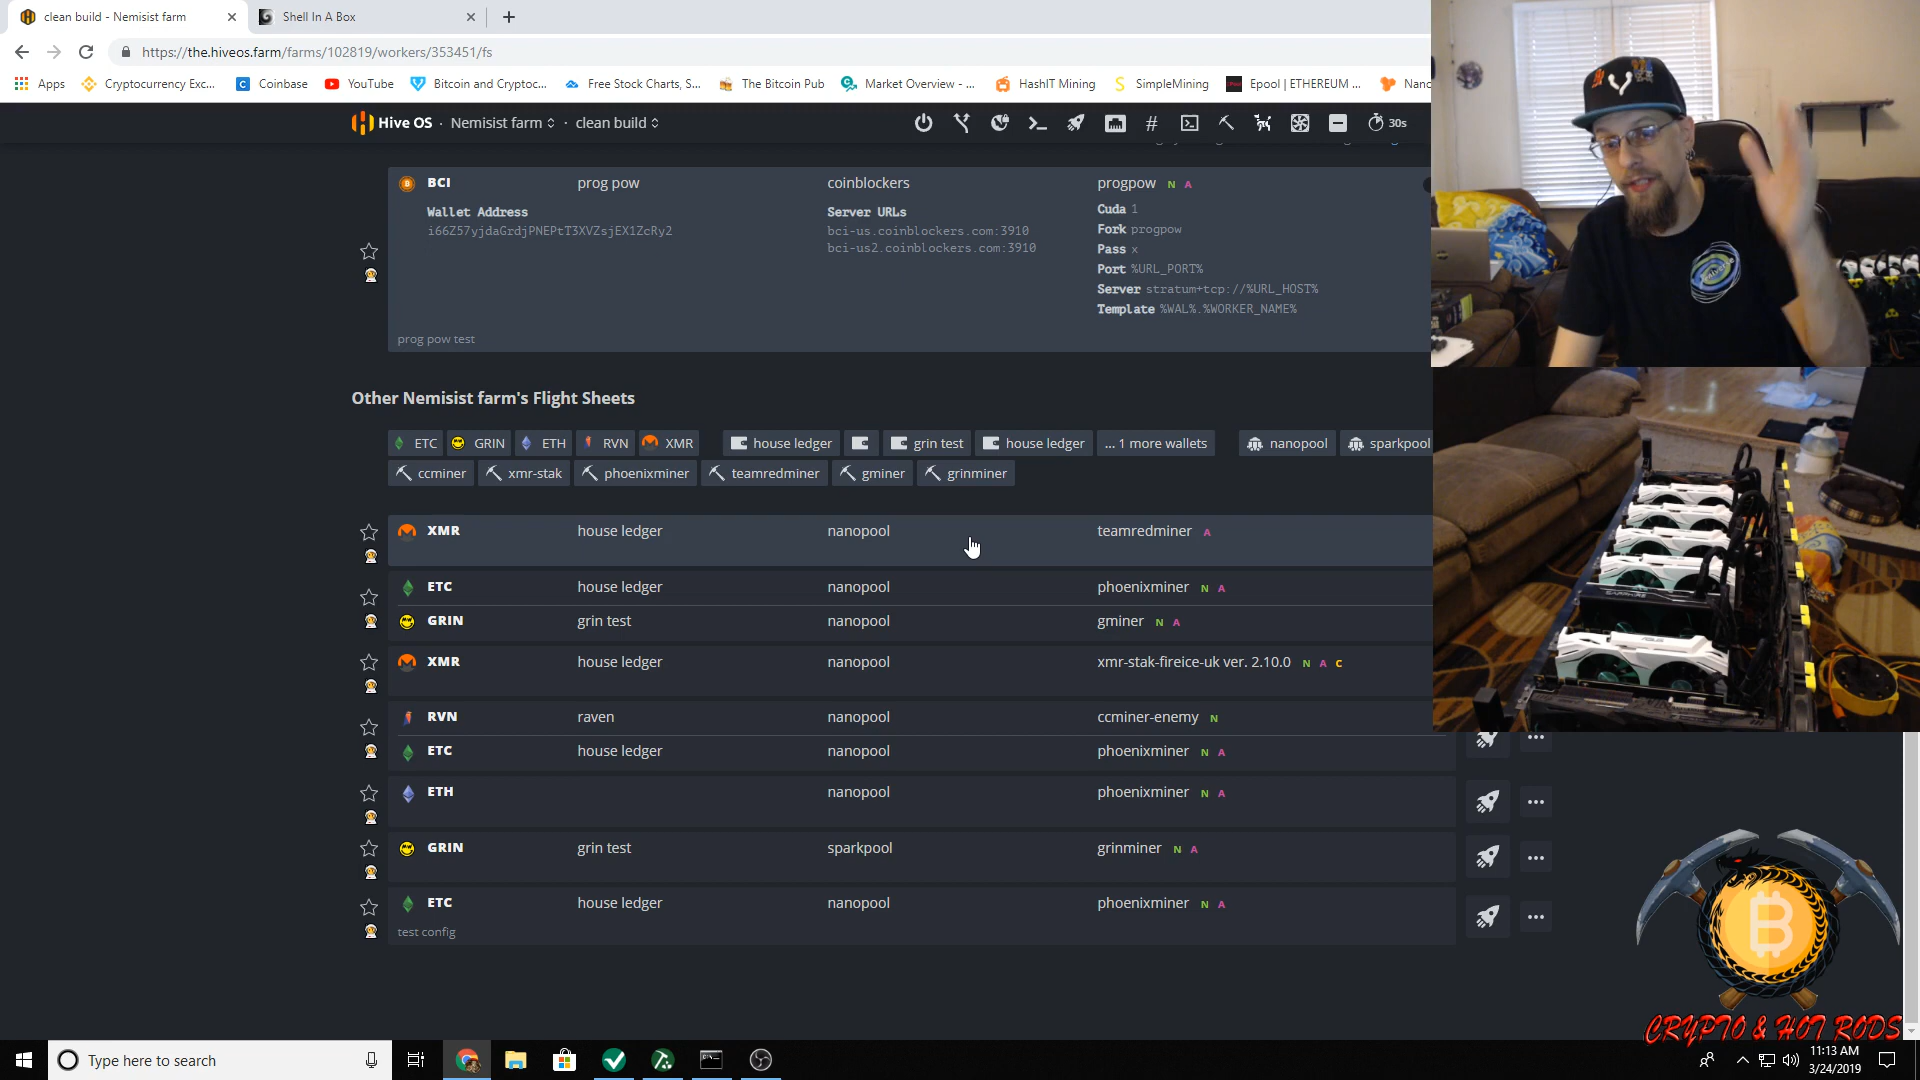 clean build - Nemisist farm
Shell In A Box
https://the.hiveos.farm/farms/102819/workers/353451/fs
Apps
Cryptocurrency Exc...
Coinbase
YouTube
Bitcoin and Cryptoc...
Free Stock Charts, S...
The Bitcoin Pub
Market Overview - ...
HashIT Mining
SimpleMining
Epool | ETHEREUM ...
Nano
Hive OS · Nemisist farm · clean build
30s
BCI prog pow coinblockers progpow N A
Wallet Address
i66Z57yjdaGrdjPNEPtT3XVZsjEX1ZcRy2
Server URLs
bci-us.coinblockers.com:3910
bci-us2.coinblockers.com:3910
Cuda 1
Fork progpow
Pass x
Port %URL_PORT%
Server stratum+tcp://%URL_HOST%
Template %WAL%.%WORKER_NAME%
prog pow test
Other Nemisist farm's Flight Sheets
ETC GRIN ETH RVN XMR house ledger grin test house ledger ... 1 more wallets nanopool sparkpool
ccminer xmr-stak phoenixminer teamredminer gminer grinminer
XMR house ledger nanopool teamredminer A
ETC house ledger nanopool phoenixminer N A
GRIN grin test nanopool gminer N A
XMR house ledger nanopool xmr-stak-fireice-uk ver. 2.10.0 N A C
RVN raven nanopool ccminer-enemy N
ETC house ledger nanopool phoenixminer N A
ETH nanopool phoenixminer N A
GRIN grin test sparkpool grinminer N A
ETC house ledger nanopool phoenixminer N A
test config
CRYPTO & HOT RODS
Type here to search
11:13 AM
3/24/2019